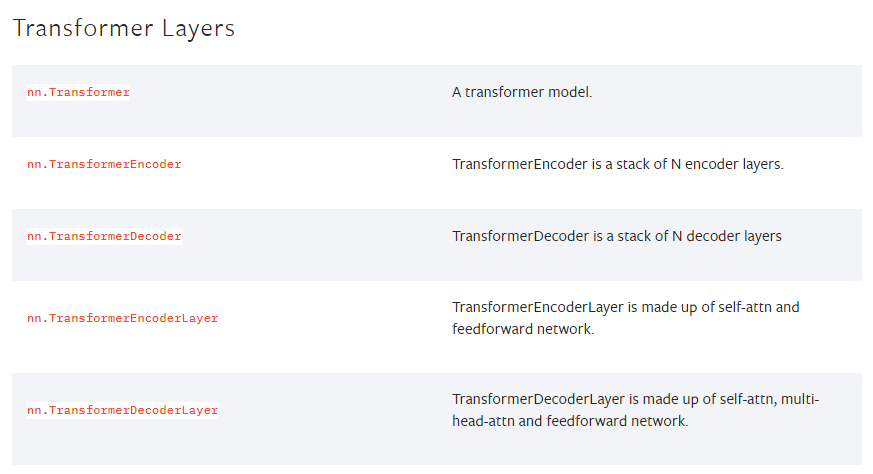 Transformer Layers
nn.Transformer
A transformer model.
nn.TransformerEncoder
TransformerEncoder is a stack of N encoder layers.
nn.TransformerDecoder
TransformerDecoder is a stack of N decoder layers
nn.TransformerEncoderLayer
TransformerEncoderLayer is made up of self-attn and
feedforward network.
nn.TransformerDecoderLayer
TransformerDecoderLayer is made up of self-attn, multi-
head-attn and feedforward network.